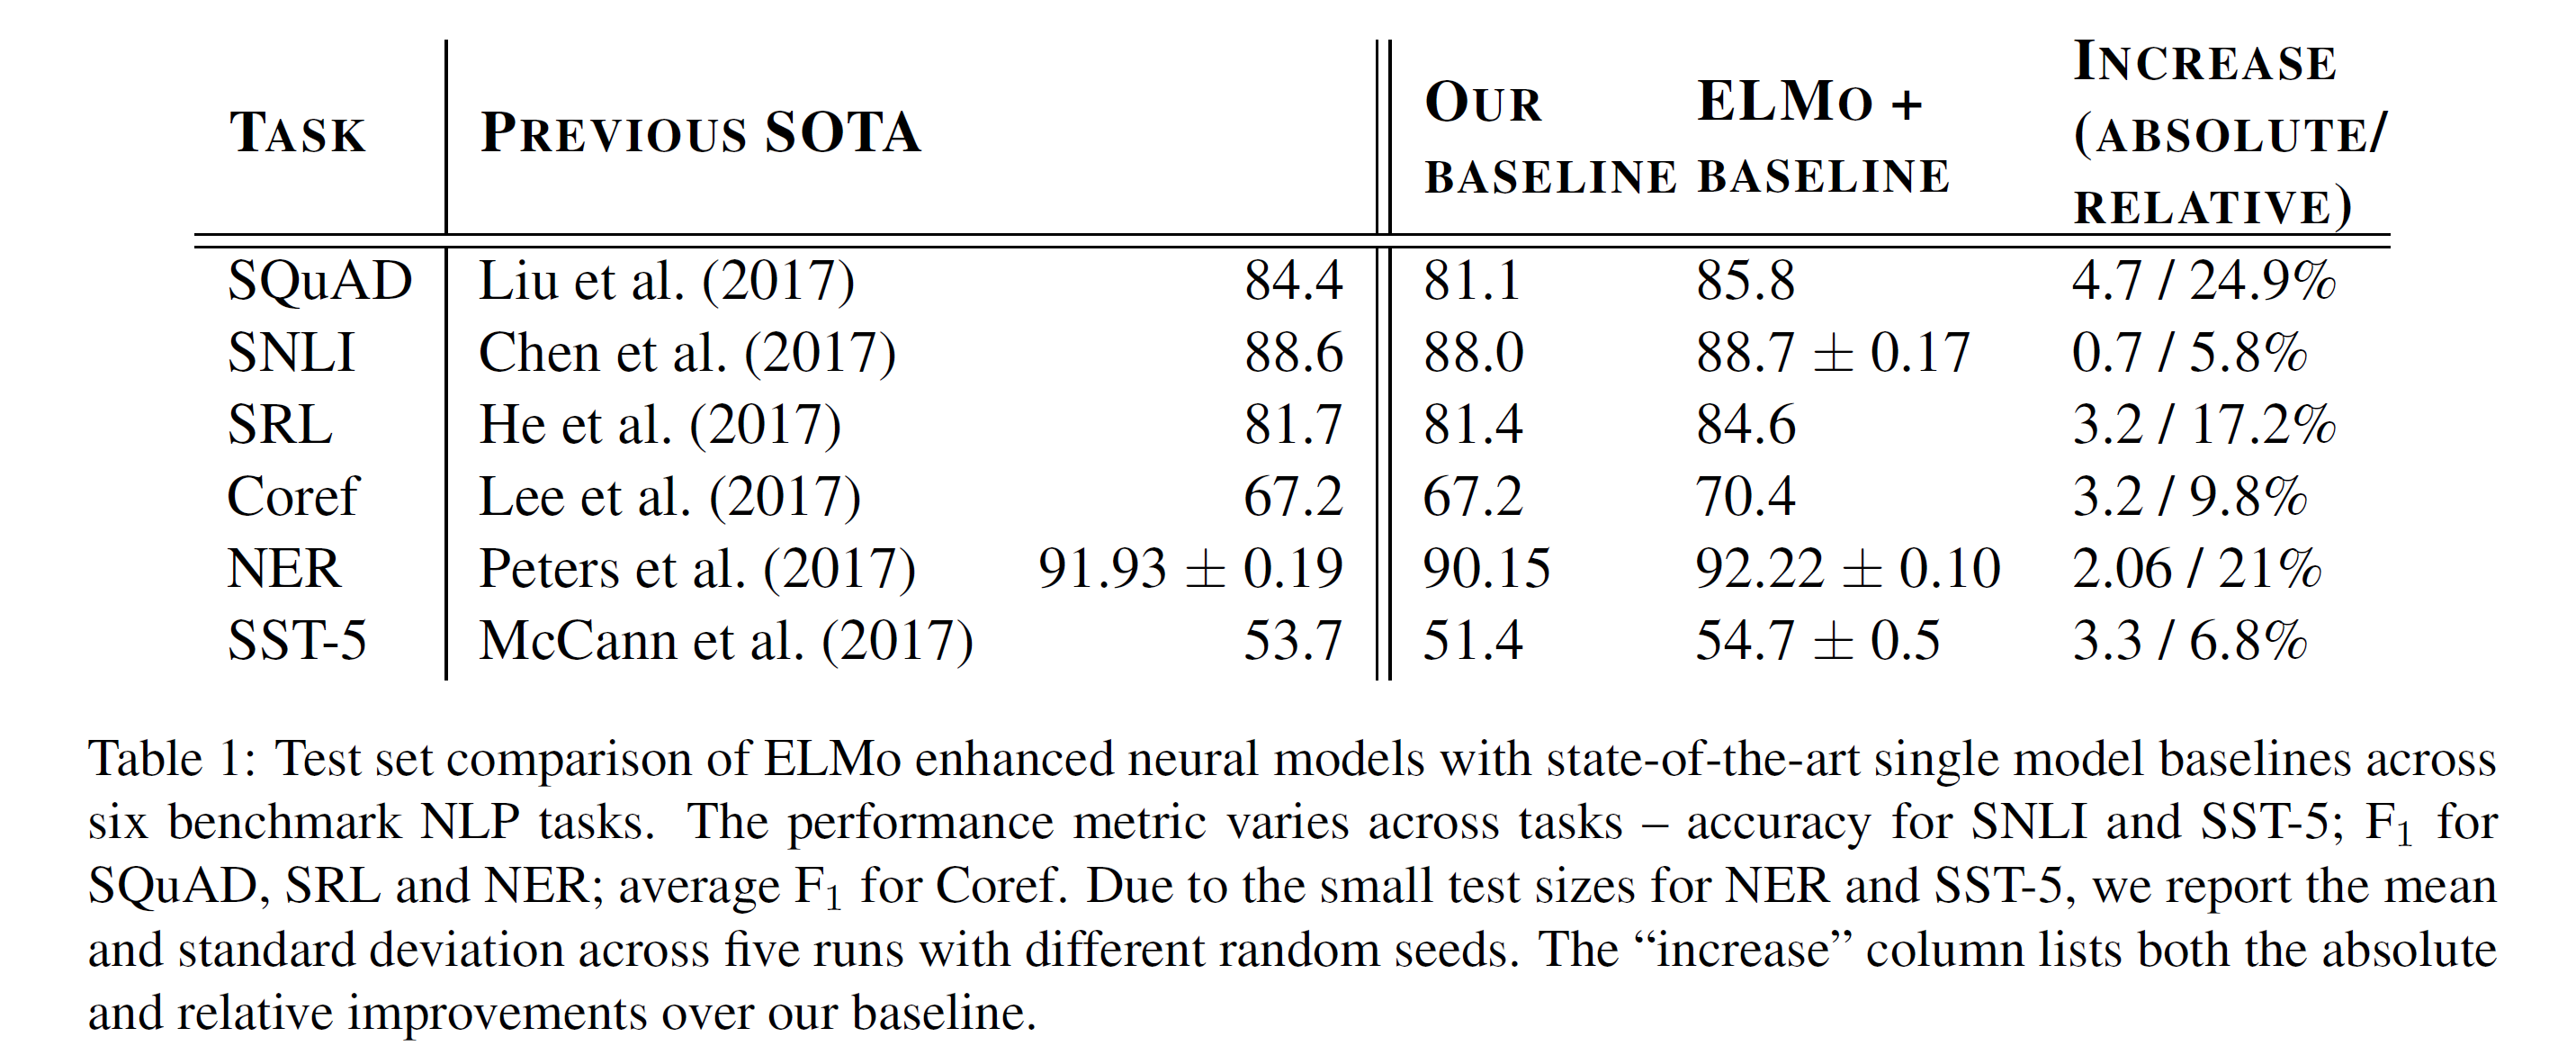 TASK PREVIOUS SOTA OUR BASELINE ELMO + BASELINE INCREASE (ABSOLUTE/ RELATIVE)
SQuAD Liu et al. (2017) 84.4 81.1 85.8 4.7 / 24.9%
SNLI Chen et al. (2017) 88.6 88.0 88.7 ± 0.17 0.7 / 5.8%
SRL He et al. (2017) 81.7 81.4 84.6 3.2 / 17.2%
Coref Lee et al. (2017) 67.2 67.2 70.4 3.2 / 9.8%
NER Peters et al. (2017) 91.93 ± 0.19 90.15 92.22 ± 0.10 2.06 / 21%
SST-5 McCann et al. (2017) 53.7 51.4 54.7 ± 0.5 3.3 / 6.8%
Table 1: Test set comparison of ELMo enhanced neural models with state-of-the-art single model baselines across
six benchmark NLP tasks. The performance metric varies across tasks – accuracy for SNLI and SST-5; F₁ for
SQuAD, SRL and NER; average F₁ for Coref. Due to the small test sizes for NER and SST-5, we report the mean
and standard deviation across five runs with different random seeds. The “increase” column lists both the absolute
and relative improvements over our baseline.